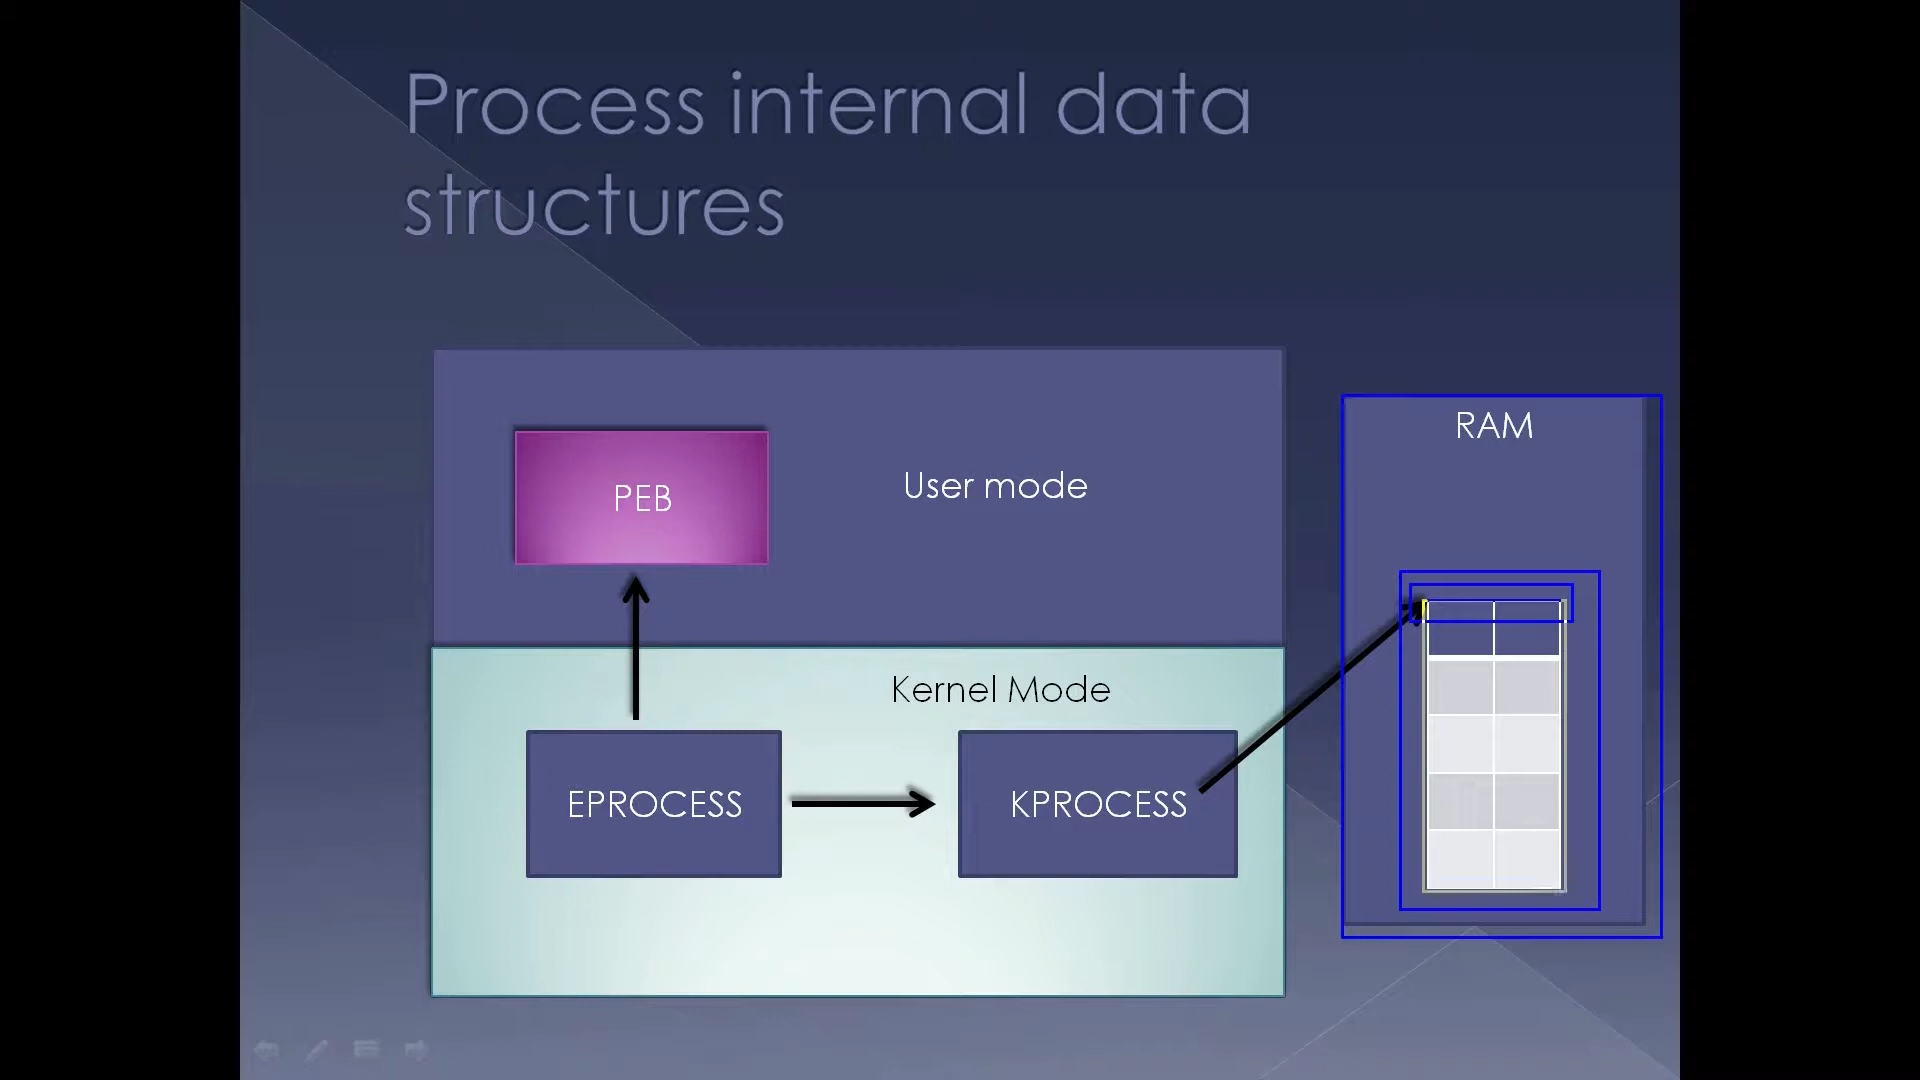 Process internal data
structures
RAM
User mode
PEB
Kernel Mode
EPROCESS
KPROCESS